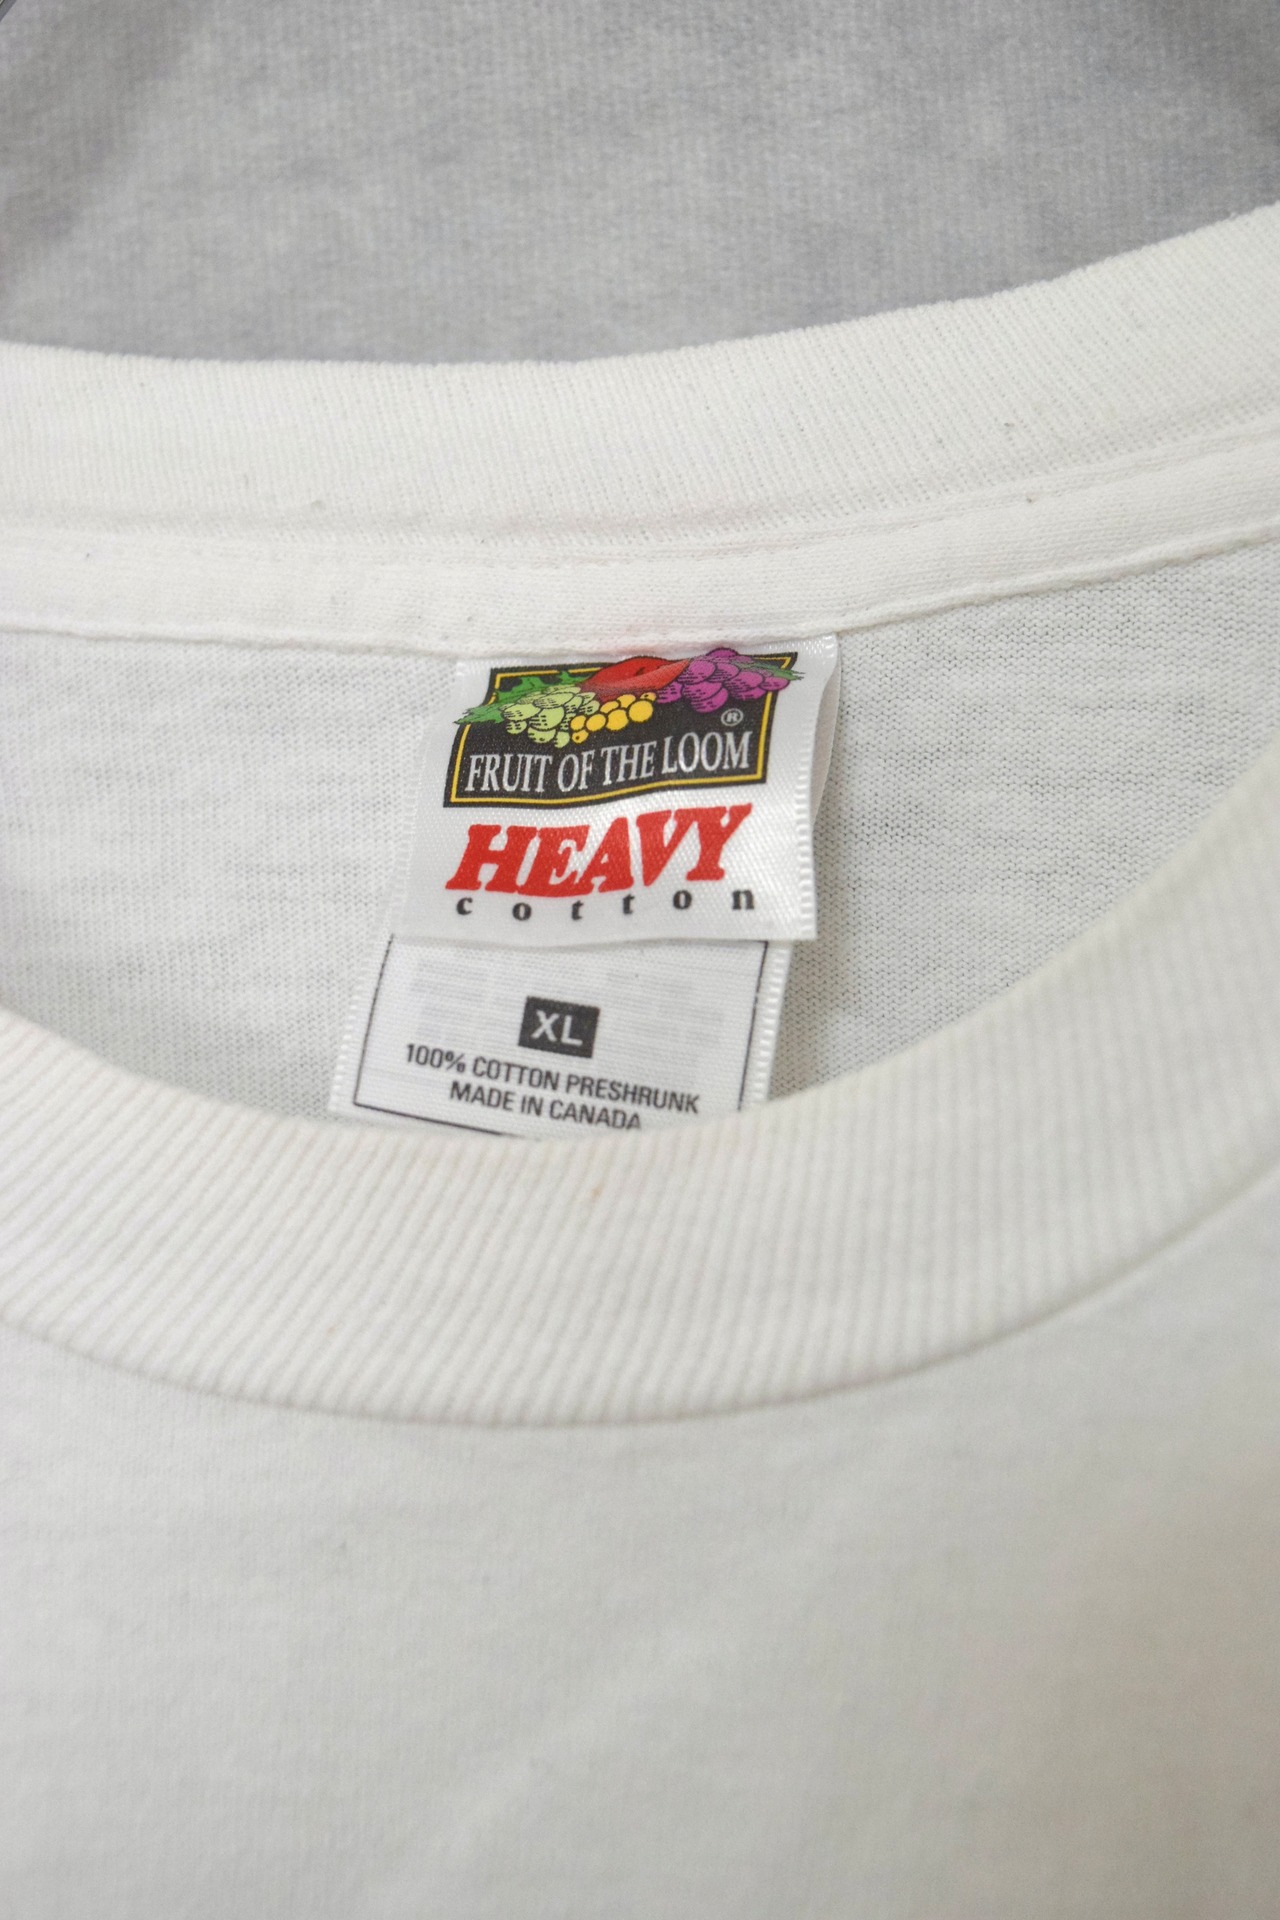 ®
FRUIT OF THE LOOM
HEAVY
cotton
XL
100% COTTON PRESHRUNK
MADE IN CANADA